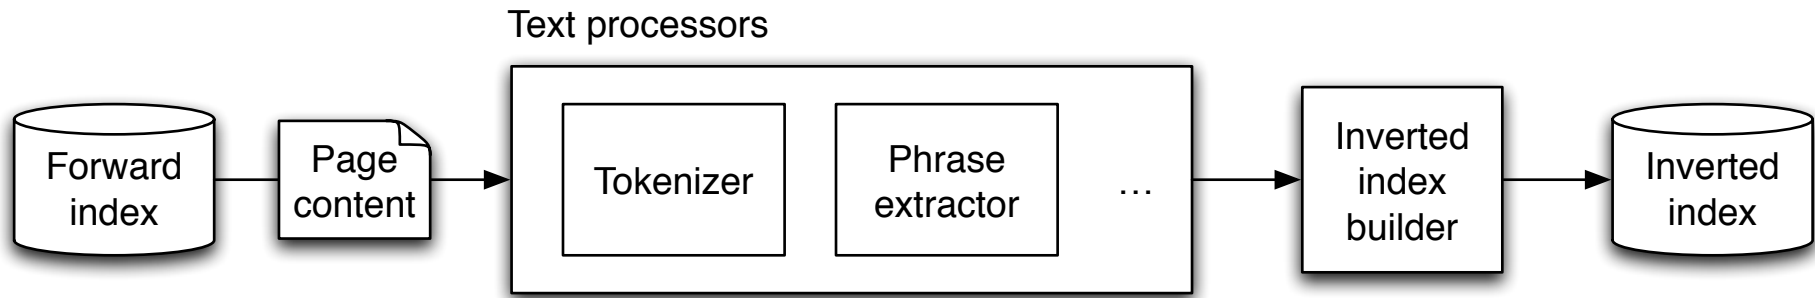 Text processors
Forward
index
Page
content
Tokenizer
Phrase
extractor
...
Inverted
index
builder
Inverted
index